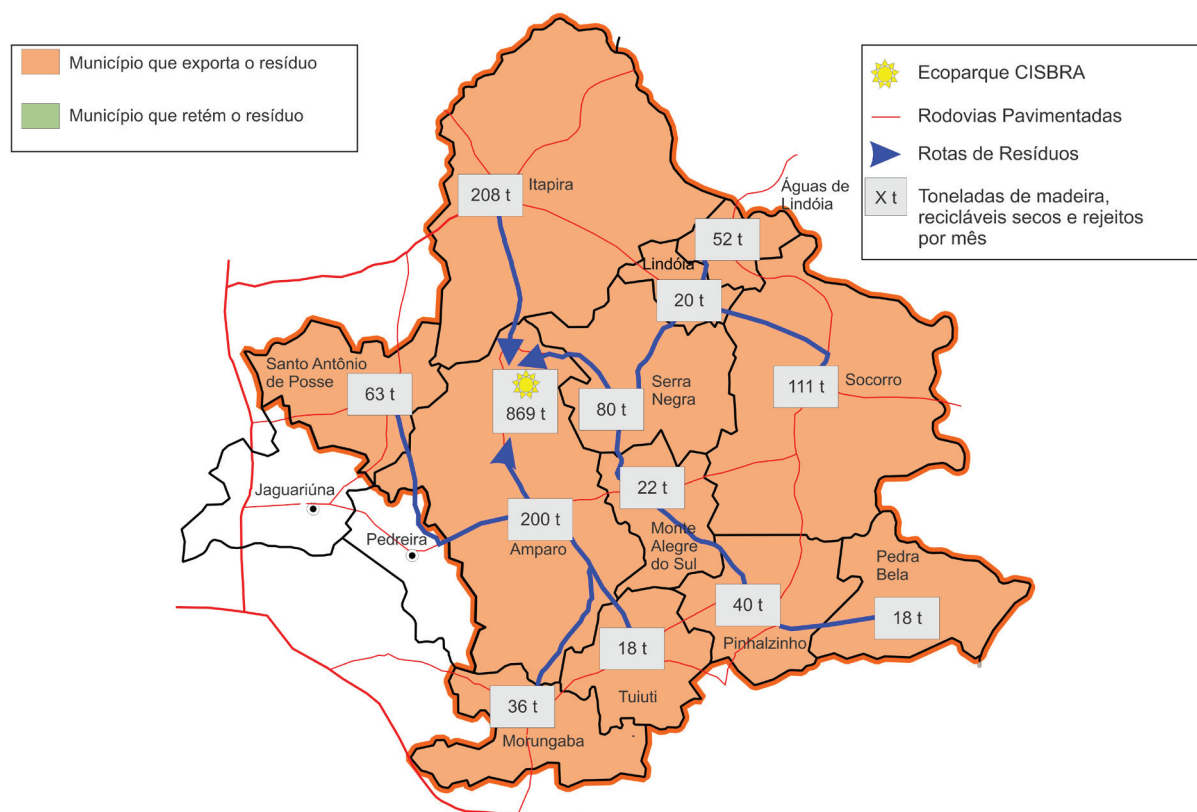 Município que exporta o resíduo
Município que retém o resíduo
Ecoparque CISBRA
Rodovias Pavimentadas
Rotas de Resíduos
X t
Toneladas de madeira,
recicláveis secos e rejeitos
por mês
208 t
Itapira
Águas de
Lindóia
52 t
Lindóia
20 t
Santo Antônio
de Posse
63 t
869 t
80 t
Serra
Negra
111 t
Socorro
Jaguariúna
Pedreira
200 t
Amparo
22 t
Monte
Alegre
do Sul
Pedra
Bela
40 t
18 t
Pinhalzinho
18 t
Tuiuti
36 t
Morungaba